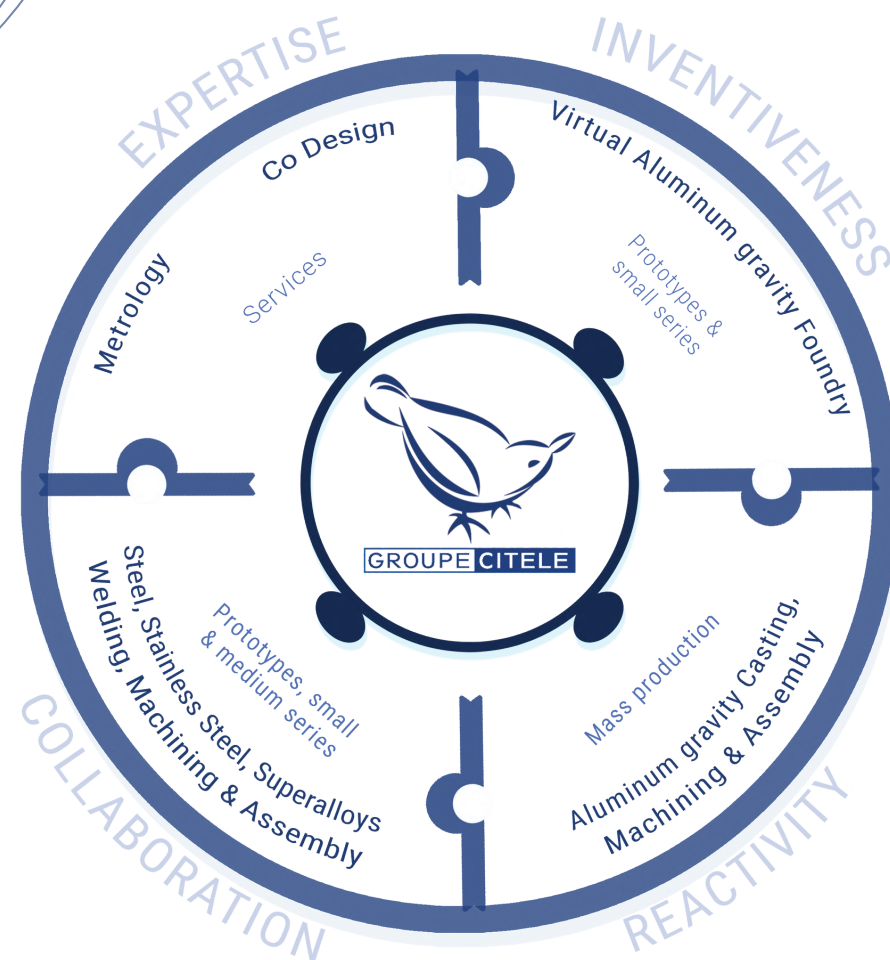 EXPERTISE
INVENTIVENESS
Co Design
Metrology
Services
Virtual Aluminum gravity Foundry
Prototypes &
small series
GROUPE CITELE
Prototypes, small
& medium series
Steel, Stainless Steel, Superalloys
Welding, Machining & Assembly
Mass production
Aluminum gravity Casting,
Machining & Assembly
COLLABORATION
REACTIVITY